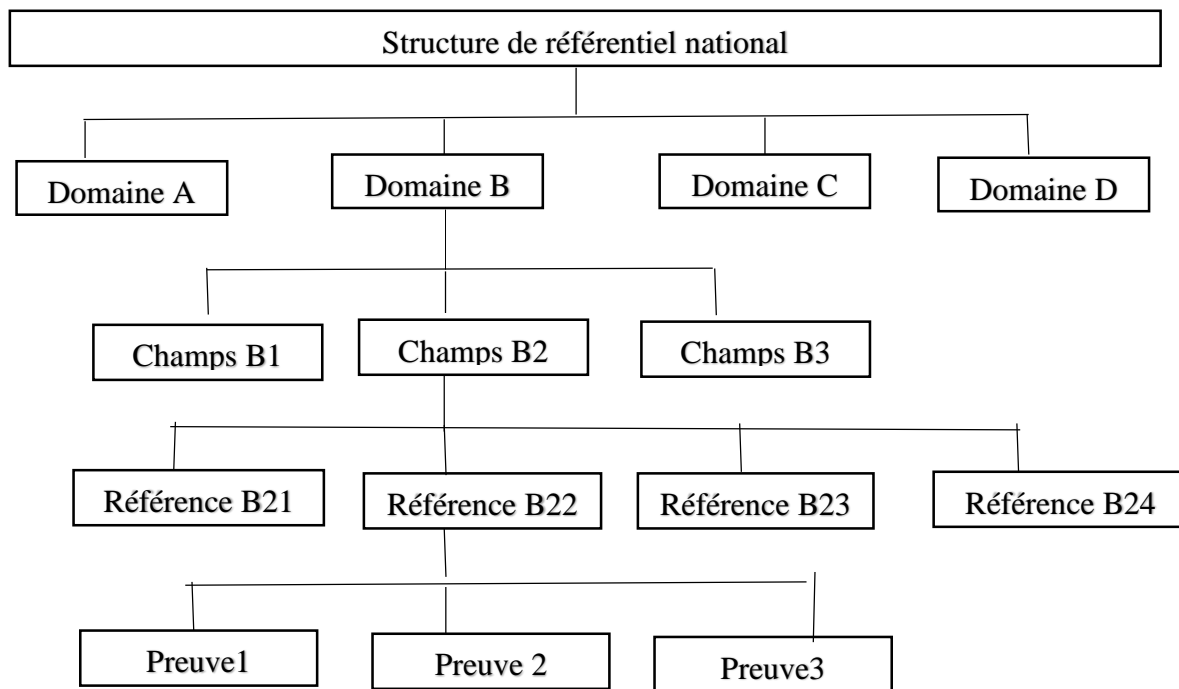 Structure de référentiel national
Domaine A
Domaine B
Domaine C
Domaine D
Champs B1
Champs B2
Champs B3
Référence B21
Référence B22
Référence B23
Référence B24
Preuve1
Preuve 2
Preuve3